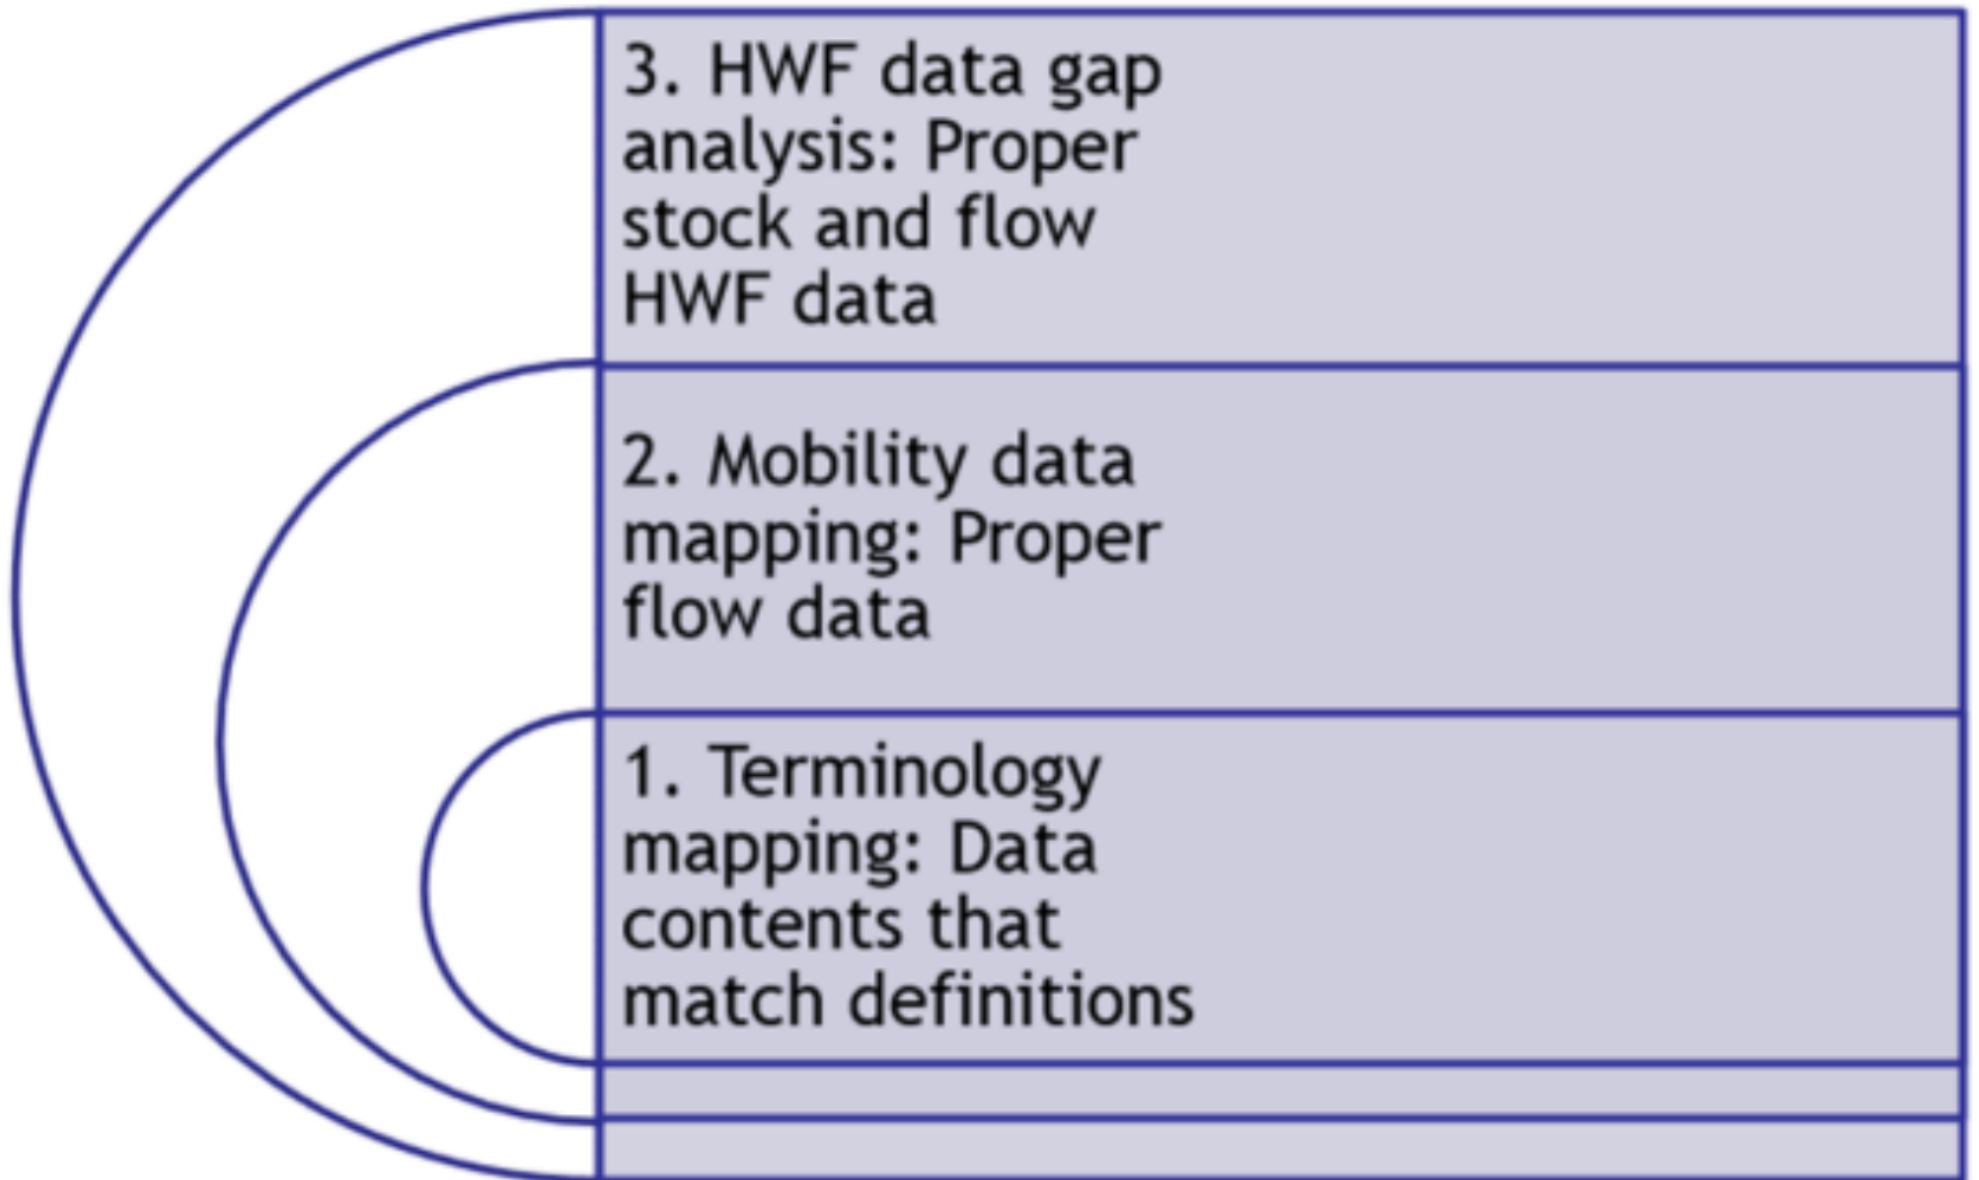 3. HWF data gap
analysis: Proper
stock and flow
HWF data
2. Mobility data
mapping: Proper
flow data
1. Terminology
mapping: Data
contents that
match definitions